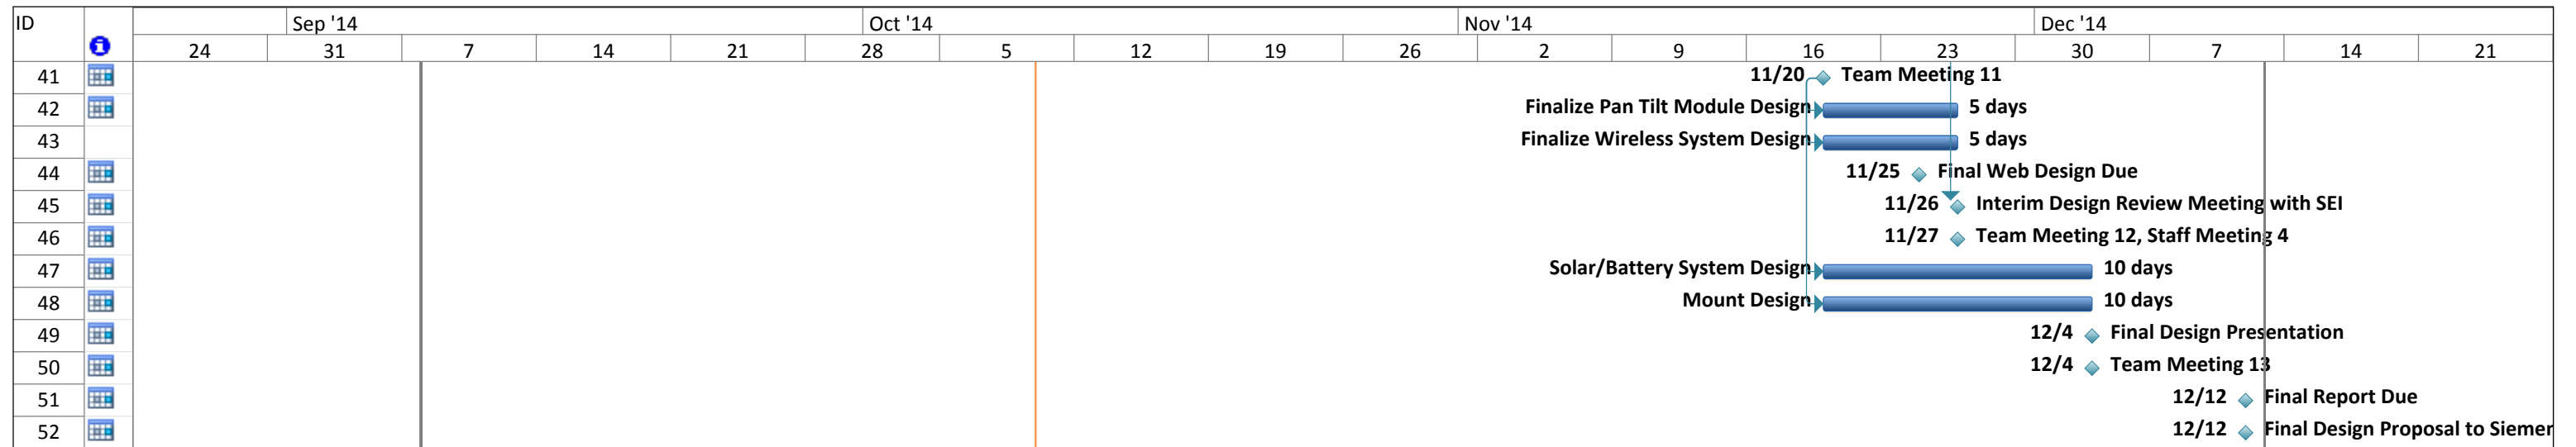 ID Sep '14 Oct '14 Nov '14 Dec '14
24 31 7 14 21 28 5 12 19 26 2 9 16 23 30 7 14 21
41 11/20 Team Meeting 11
42 Finalize Pan Tilt Module Design 5 days
43 Finalize Wireless System Design 5 days
44 11/25 Final Web Design Due
45 11/26 Interim Design Review Meeting with SEI
46 11/27 Team Meeting 12, Staff Meeting 4
47 Solar/Battery System Design 10 days
48 Mount Design 10 days
49 12/4 Final Design Presentation
50 12/4 Team Meeting 13
51 12/12 Final Report Due
52 12/12 Final Design Proposal to